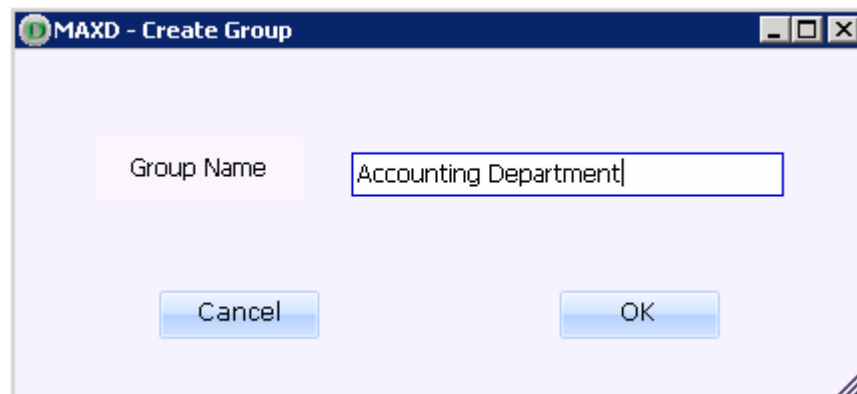 MAXD - Create Group
Group Name
Accounting Department
Cancel
OK